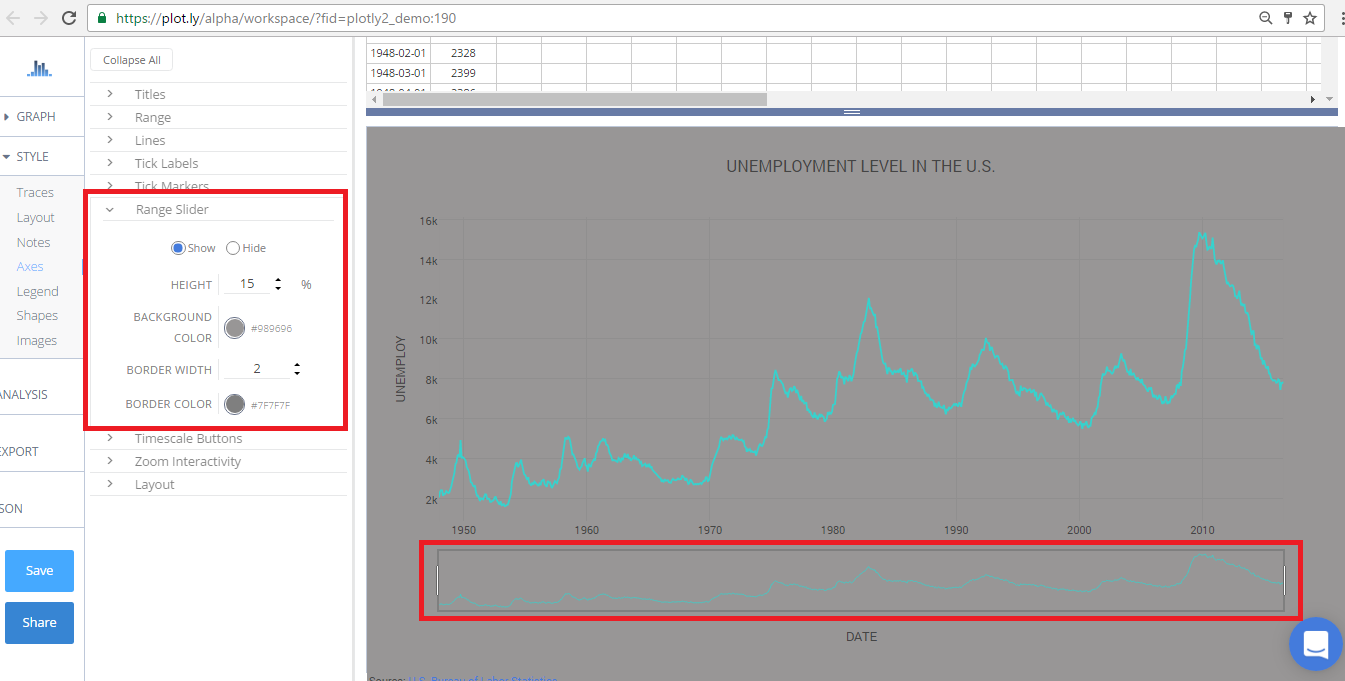 https://plot.ly/alpha/workspace/?fid=plotly2_demo:190
Collapse All
GRAPH
STYLE
Traces
Layout
Notes
Axes
Legend
Shapes
Images
ANALYSIS
EXPORT
SON
Save
Share
Titles
Range
Lines
Tick Labels
Tick Markers
Range Slider
Show Hide
HEIGHT 15 %
BACKGROUND
COLOR #989696
BORDER WIDTH 2
BORDER COLOR #7F7F7F
Timescale Buttons
Zoom Interactivity
Layout
1948-02-01 2328
1948-03-01 2399
UNEMPLOYMENT LEVEL IN THE U.S.
UNEMPLOY
16k
14k
12k
10k
8k
6k
4k
2k
1950 1960 1970 1980 1990 2000 2010
DATE
Source: U.S. Bureau of Labor Statistics